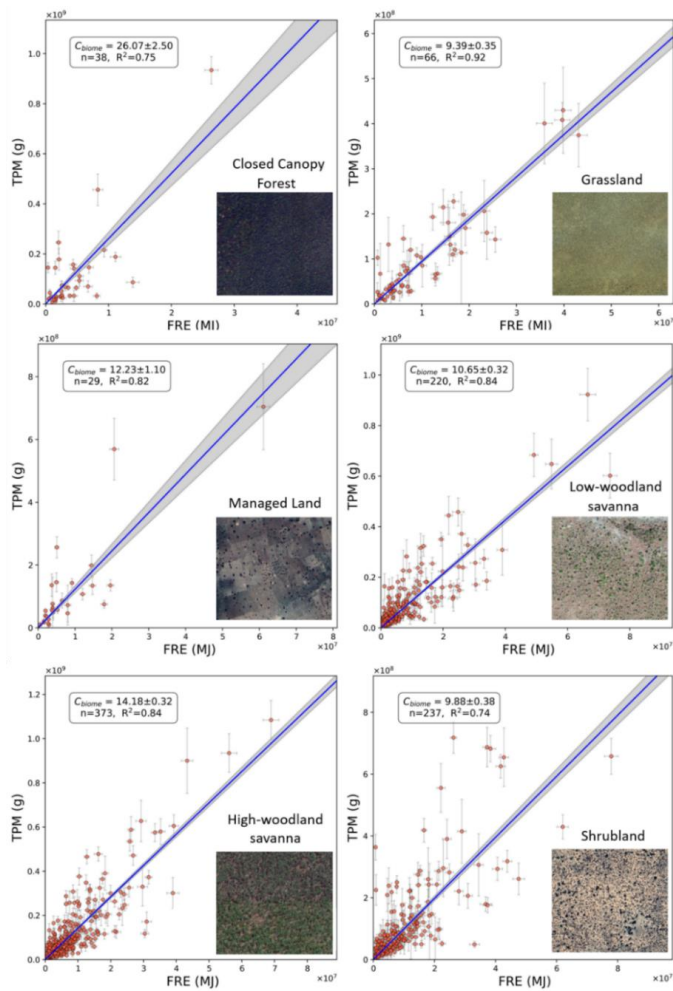 ×10⁹
C_biome = 26.07±2.50
n=38, R²=0.75
1.0
0.8
0.6
0.4
0.2
0.0
TPM (g)
Closed Canopy
Forest
0 1 2 3 4
×10⁷
FRE (MJ)
×10⁸
C_biome = 9.39±0.35
n=66, R²=0.92
6
5
4
3
2
1
0
TPM (g)
Grassland
0 1 2 3 4 5 6
×10⁷
FRE (MJ)
×10⁸
C_biome = 12.23±1.10
n=29, R²=0.82
8
6
4
2
0
TPM (g)
Managed Land
0 1 2 3 4 5 6 7 8
×10⁷
FRE (MJ)
×10⁹
C_biome = 10.65±0.32
n=220, R²=0.84
1.0
0.8
0.6
0.4
0.2
0.0
TPM (g)
Low-woodland
savanna
0 2 4 6 8
×10⁷
FRE (MJ)
×10⁹
C_biome = 14.18±0.32
n=373, R²=0.84
1.2
1.0
0.8
0.6
0.4
0.2
0.0
TPM (g)
High-woodland
savanna
0 2 4 6 8
×10⁷
FRE (MJ)
×10⁸
C_biome = 9.88±0.38
n=237, R²=0.74
8
6
4
2
0
TPM (g)
Shrubland
0 2 4 6 8
×10⁷
FRE (MJ)